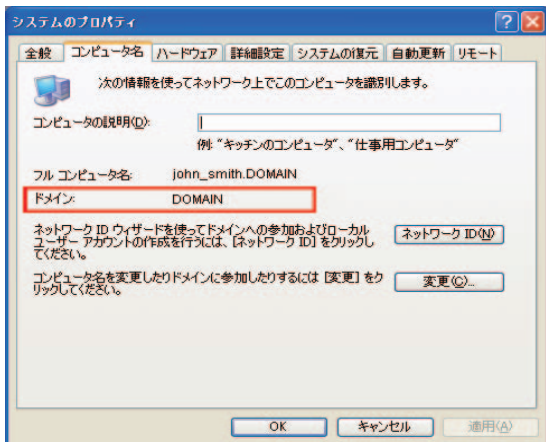 システムのプロパティ
全般 コンピュータ名 ハードウェア 詳細設定 システムの復元 自動更新 リモート
次の情報を使ってネットワーク上でこのコンピュータを識別します。
コンピュータの説明(D):
例: "キッチンのコンピュータ"、"仕事用コンピュータ"
フル コンピュータ名: john_smith.DOMAIN
ドメイン: DOMAIN
ネットワーク ID ウィザードを使ってドメインへの参加およびローカル
ユーザー アカウントの作成を行うには、[ネットワーク ID] をクリックし
てください。
ネットワーク ID(N)
コンピュータ名を変更したりドメインに参加したりするには [変更] をク
リックしてください。
変更(C)...
OK キャンセル 適用(A)